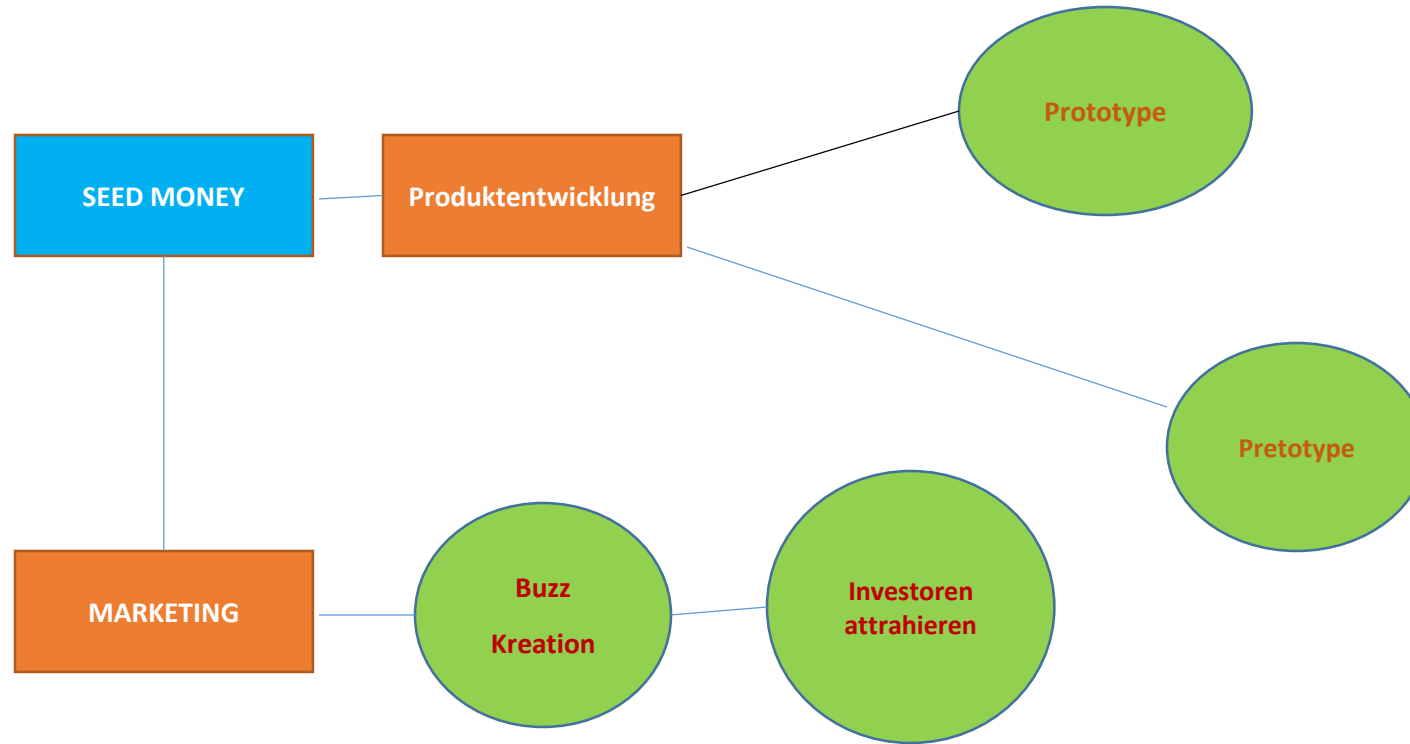 Prototype
SEED MONEY
Produktentwicklung
Pretotype
MARKETING
Buzz
Kreation
Investoren
attrahieren